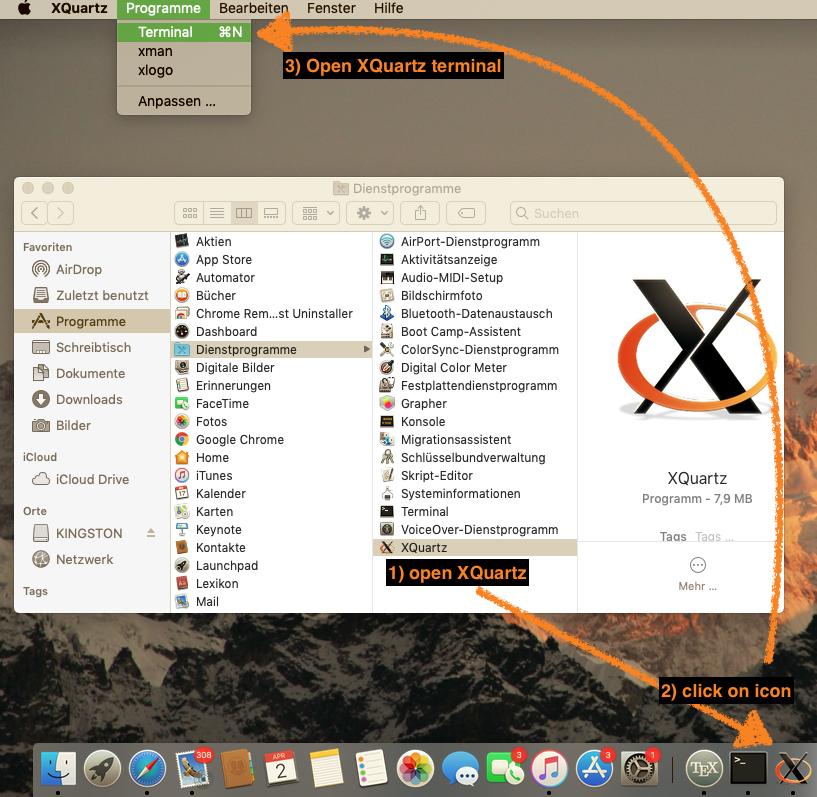 XQuartz Programme Bearbeiten Fenster Hilfe
Terminal ⌘N
xman
xlogo
Anpassen ...
3) Open XQuartz terminal
Dienstprogramme
Suchen
Favoriten
AirDrop
Zuletzt benutzt
Programme
Schreibtisch
Dokumente
Downloads
Bilder
iCloud
iCloud Drive
Orte
KINGSTON
Netzwerk
Tags
Aktien
App Store
Automator
Bücher
Chrome Rem...st Uninstaller
Dashboard
Dienstprogramme
Digitale Bilder
Erinnerungen
FaceTime
Fotos
Google Chrome
Home
iTunes
Kalender
Karten
Keynote
Kontakte
Launchpad
Lexikon
Mail
AirPort-Dienstprogramm
Aktivitätsanzeige
Audio-MIDI-Setup
Bildschirmfoto
Bluetooth-Datenaustausch
Boot Camp-Assistent
ColorSync-Dienstprogramm
Digital Color Meter
Festplattendienstprogramm
Grapher
Konsole
Migrationsassistent
Schlüsselbundverwaltung
Skript-Editor
Systeminformationen
Terminal
VoiceOver-Dienstprogramm
XQuartz
XQuartz
Programm - 7,9 MB
Tags Tags ...
Mehr ...
1) open XQuartz
2) click on icon
308
APR
2
3
3
1
TEX
>_